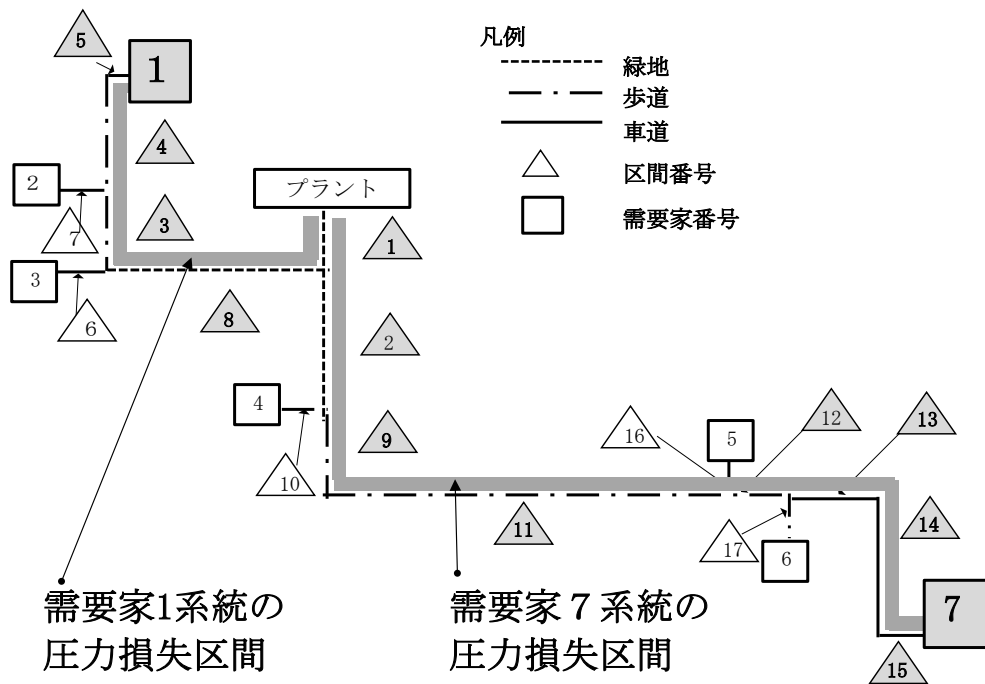 5
1
凡例
緑地
歩道
車道
4
区間番号
2
プラント
需要家番号
7
3
1
3
6
8
2
4
9
16
5
12
13
10
11
17
6
14
7
15
需要家1系統の
圧力損失区間
需要家７系統の
圧力損失区間